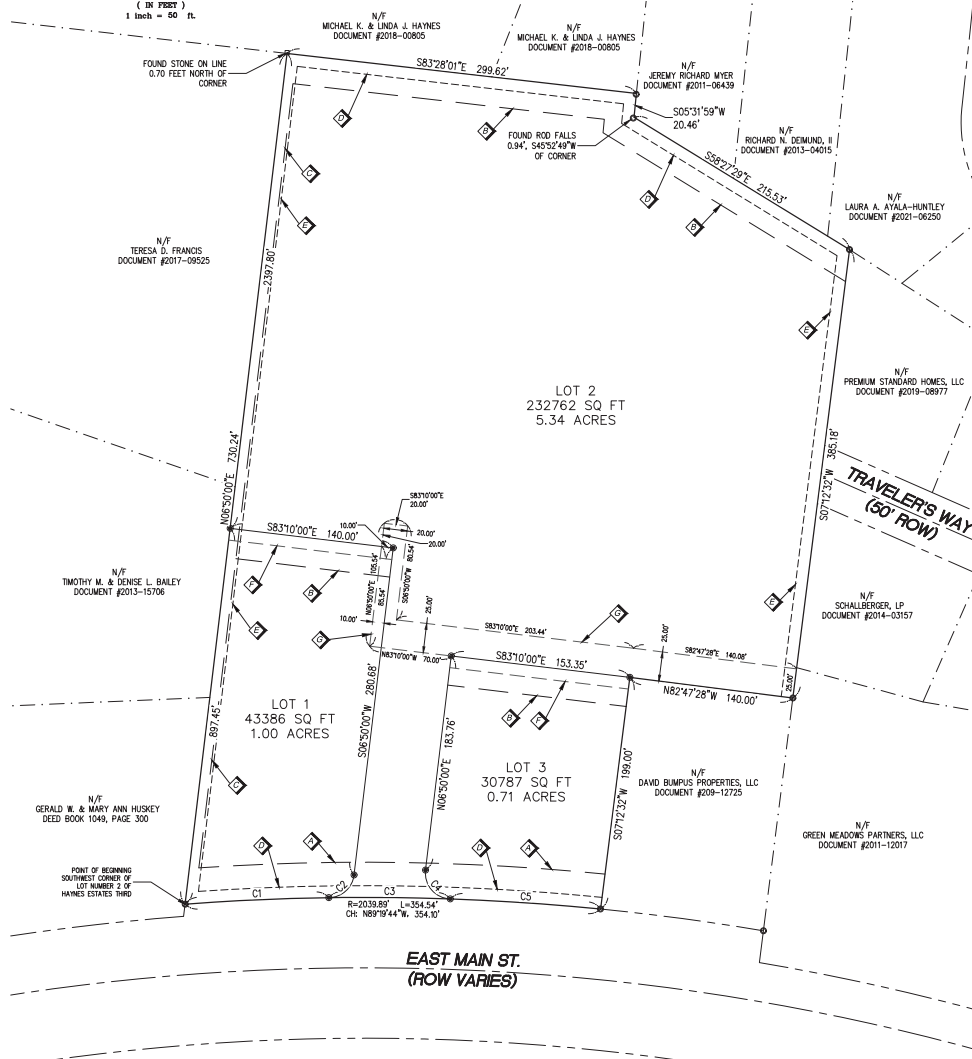 ( IN FEET )
1 inch = 50 ft.
N/F
MICHAEL K. & LINDA J. HAYNES
DOCUMENT #2018-00805
N/F
MICHAEL K. & LINDA J. HAYNES
DOCUMENT #2018-00805
FOUND STONE ON LINE
0.70 FEET NORTH OF
CORNER
S83°28'01"E 299.62'
N/F
JEREMY RICHARD MYER
DOCUMENT #2011-06439
S05°31'59"W
20.46'
D
B
FOUND ROD FALLS
0.94', S45°52'49"W
OF CORNER
N/F
RICHARD N. DEIMUND, II
DOCUMENT #2013-04015
S58°27'29"E 215.53'
C
D
B
E
N/F
LAURA A. AYALA-HUNTLEY
DOCUMENT #2021-06250
N/F
TERESA D. FRANCIS
DOCUMENT #2017-09525
2397.80'
E
N/F
PREMIUM STANDARD HOMES, LLC
DOCUMENT #2019-08977
LOT 2
232762 SQ FT
5.34 ACRES
N06°50'00"E 730.24'
S07°12'32"W 385.18'
TRAVELER'S WAY
(50' ROW)
S83°10'00"E
20.00'
S83°10'00"E 140.00'
10.00'
20.00'
20.00'
N/F
TIMOTHY M. & DENISE L. BAILEY
DOCUMENT #2013-15706
F
B
N06°50'00"E 105.54'
85.54'
S06°50'00"W 80.54'
E
N/F
SCHALLBERGER, LP
DOCUMENT #2014-03157
E
G
10.00'
25.00'
S83°10'00"E 203.44'
G
25.00'
S82°47'28"E 140.08'
N83°10'00"W 70.00'
S83°10'00"E 153.35'
N82°47'28"W 140.00'
25.00'
LOT 1
43386 SQ FT
1.00 ACRES
S06°50'00"W 280.68'
B
F
897.45'
C
N06°50'00"E 183.76'
LOT 3
30787 SQ FT
0.71 ACRES
S07°12'32"W 199.00'
N/F
DAVID BUMPUS PROPERTIES, LLC
DOCUMENT #209-12725
N/F
GERALD W. & MARY ANN HUSKEY
DEED BOOK 1049, PAGE 300
N/F
GREEN MEADOWS PARTNERS, LLC
DOCUMENT #2011-12017
D
A
D
A
POINT OF BEGINNING
SOUTHWEST CORNER OF
LOT NUMBER 2 OF
HAYNES ESTATES THIRD
C1
C2
C3
C4
C5
R=2039.89' L=354.54'
CH: N89°19'44"W, 354.10'
EAST MAIN ST.
(ROW VARIES)